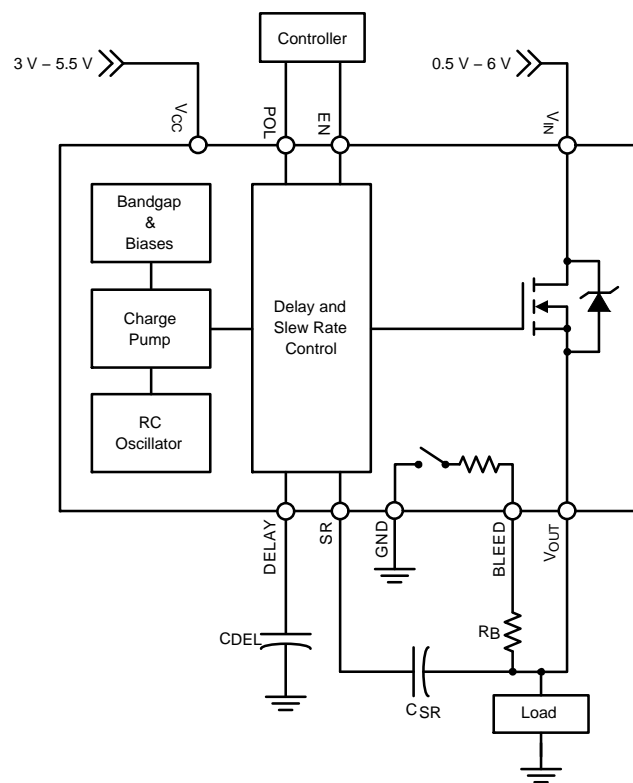 Controller
3 V – 5.5 V
0.5 V – 6 V
VCC
POL
EN
VIN
Bandgap
&
Biases
Charge
Pump
RC
Oscillator
Delay and
Slew Rate
Control
DELAY
SR
GND
BLEED
VOUT
CDEL
RB
CSR
Load